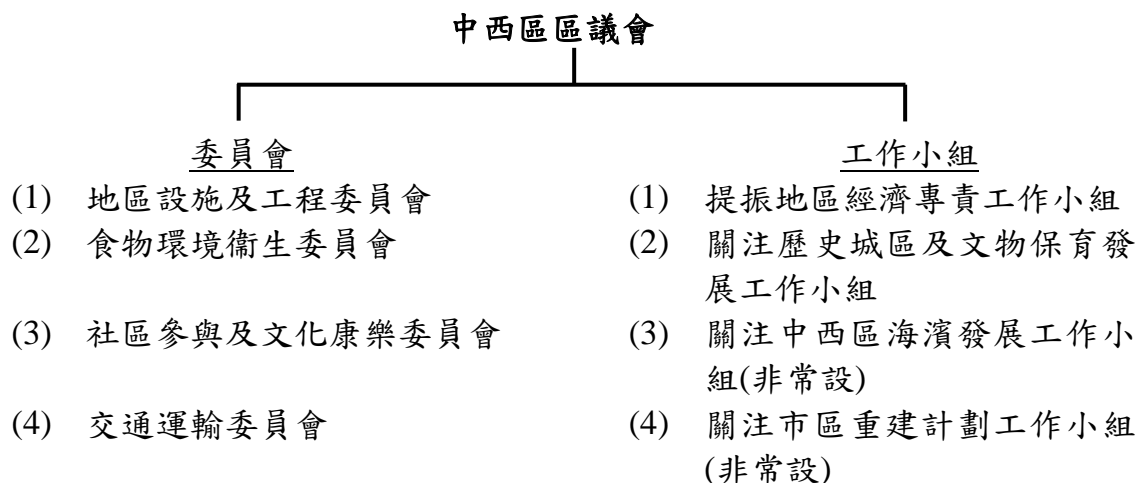 中西區區議會
委員會
(1) 地區設施及工程委員會
(2) 食物環境衞生委員會
(3) 社區參與及文化康樂委員會
(4) 交通運輸委員會
工作小組
(1) 提振地區經濟專責工作小組
(2) 關注歷史城區及文物保育發
展工作小組
(3) 關注中西區海濱發展工作小
組(非常設)
(4) 關注市區重建計劃工作小組
(非常設)